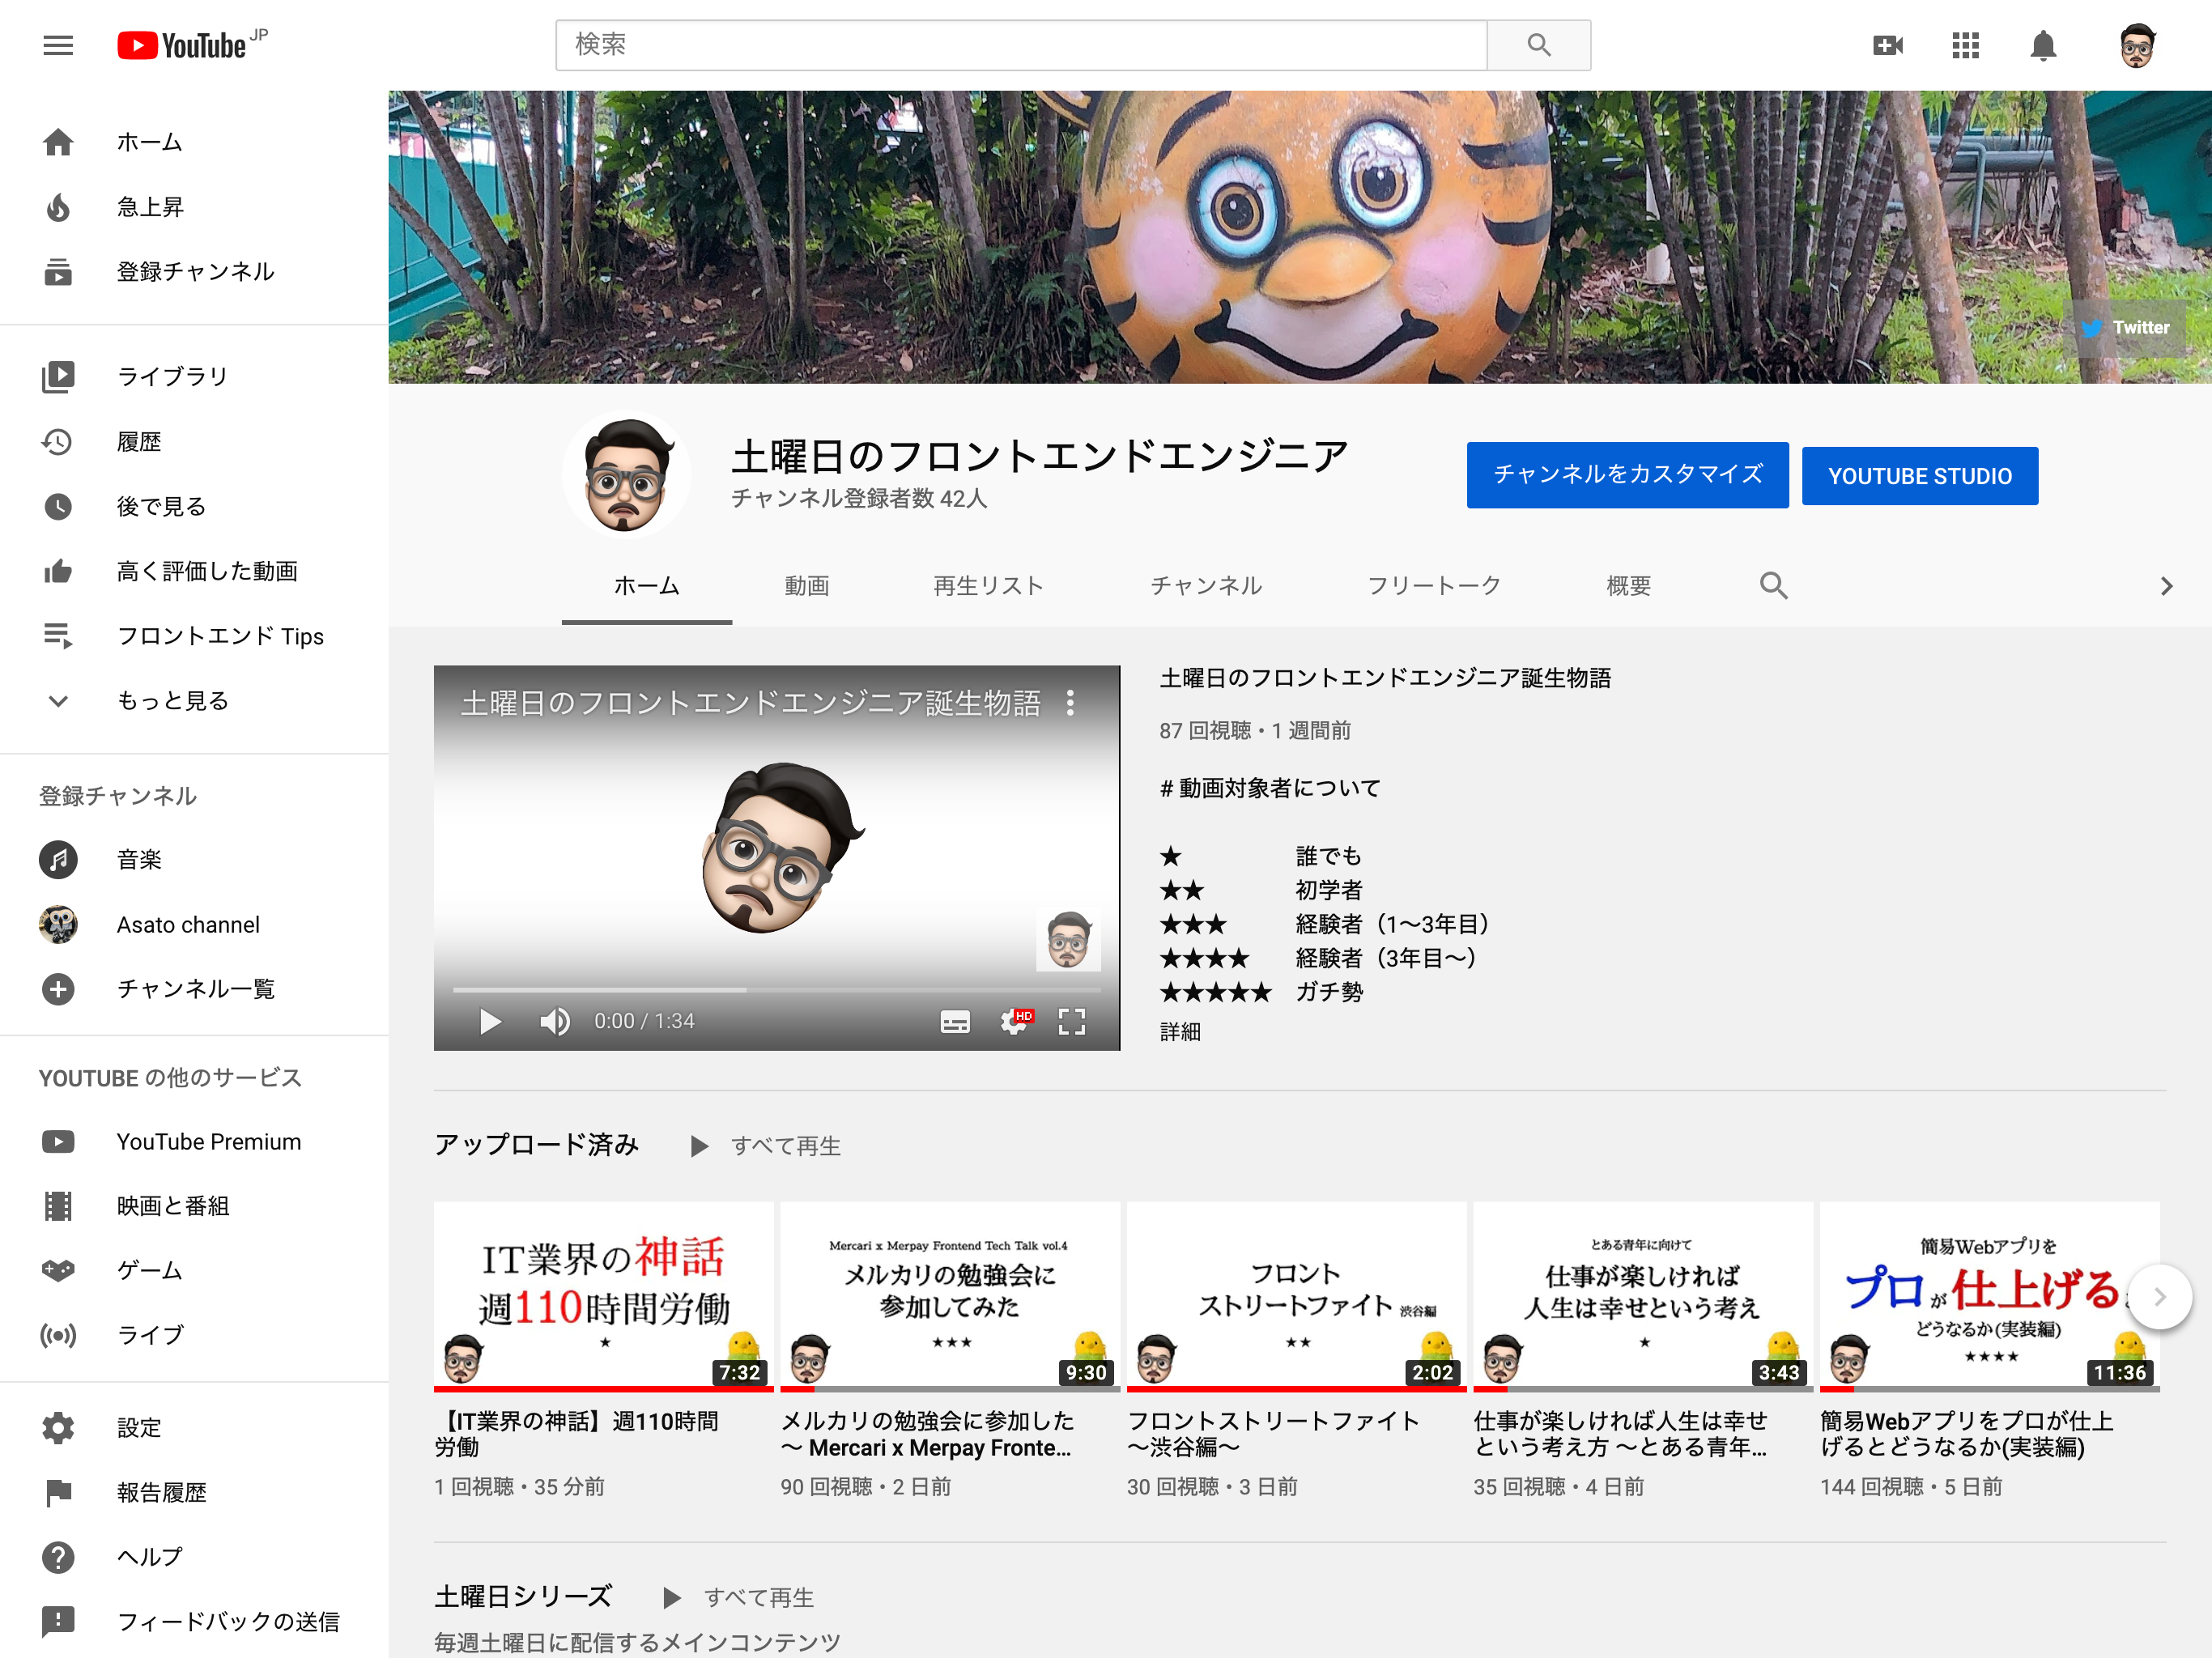 YouTube JP
検索
ホーム
急上昇
登録チャンネル
ライブラリ
履歴
後で見る
高く評価した動画
フロントエンド Tips
もっと見る
登録チャンネル
音楽
Asato channel
チャンネル一覧
YOUTUBE の他のサービス
YouTube Premium
映画と番組
ゲーム
ライブ
設定
報告履歴
ヘルプ
フィードバックの送信
Twitter
土曜日のフロントエンドエンジニア
チャンネル登録者数 42人
チャンネルをカスタマイズ
YOUTUBE STUDIO
ホーム 動画 再生リスト チャンネル フリートーク 概要
土曜日のフロントエンドエンジニア誕生物語
0:00 / 1:34
HD
土曜日のフロントエンドエンジニア誕生物語
87 回視聴・1 週間前
# 動画対象者について
★ 誰でも
★★ 初学者
★★★ 経験者（1〜3年目）
★★★★ 経験者（3年目〜）
★★★★★ ガチ勢
詳細
アップロード済み
すべて再生
IT業界の神話
週110時間労働
★
7:32
【IT業界の神話】週110時間
労働
1 回視聴・35 分前
Mercari x Merpay Frontend Tech Talk vol.4
メルカリの勉強会に
参加してみた
★★★
9:30
メルカリの勉強会に参加した
〜 Mercari x Merpay Fronte...
90 回視聴・2 日前
フロント
ストリートファイト 渋谷編
★★
2:02
フロントストリートファイト
〜渋谷編〜
30 回視聴・3 日前
とある青年に向けて
仕事が楽しければ
人生は幸せという考え
★
3:43
仕事が楽しければ人生は幸せ
という考え方 〜とある青年...
35 回視聴・4 日前
簡易Webアプリを
プロが仕上げる
どうなるか(実装編)
★★★★
11:36
簡易Webアプリをプロが仕上
げるとどうなるか(実装編)
144 回視聴・5 日前
土曜日シリーズ
すべて再生
毎週土曜日に配信するメインコンテンツ